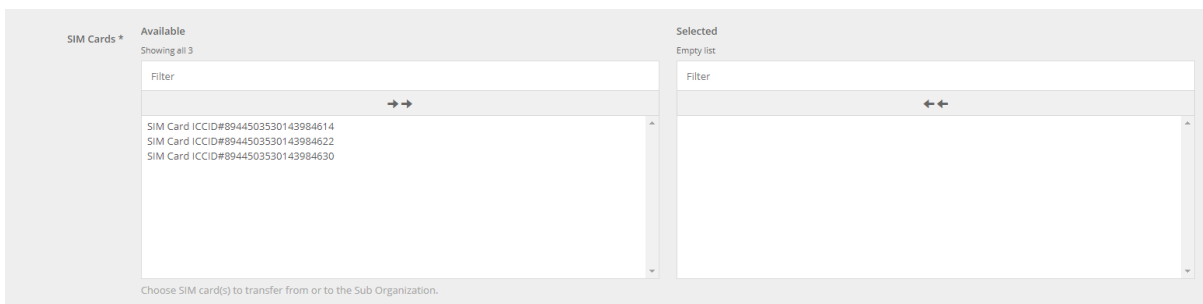 SIM Cards *
Available
Showing all 3
Filter
SIM Card ICCID#8944503530143984614
SIM Card ICCID#8944503530143984622
SIM Card ICCID#8944503530143984630
Choose SIM card(s) to transfer from or to the Sub Organization.
Selected
Empty list
Filter